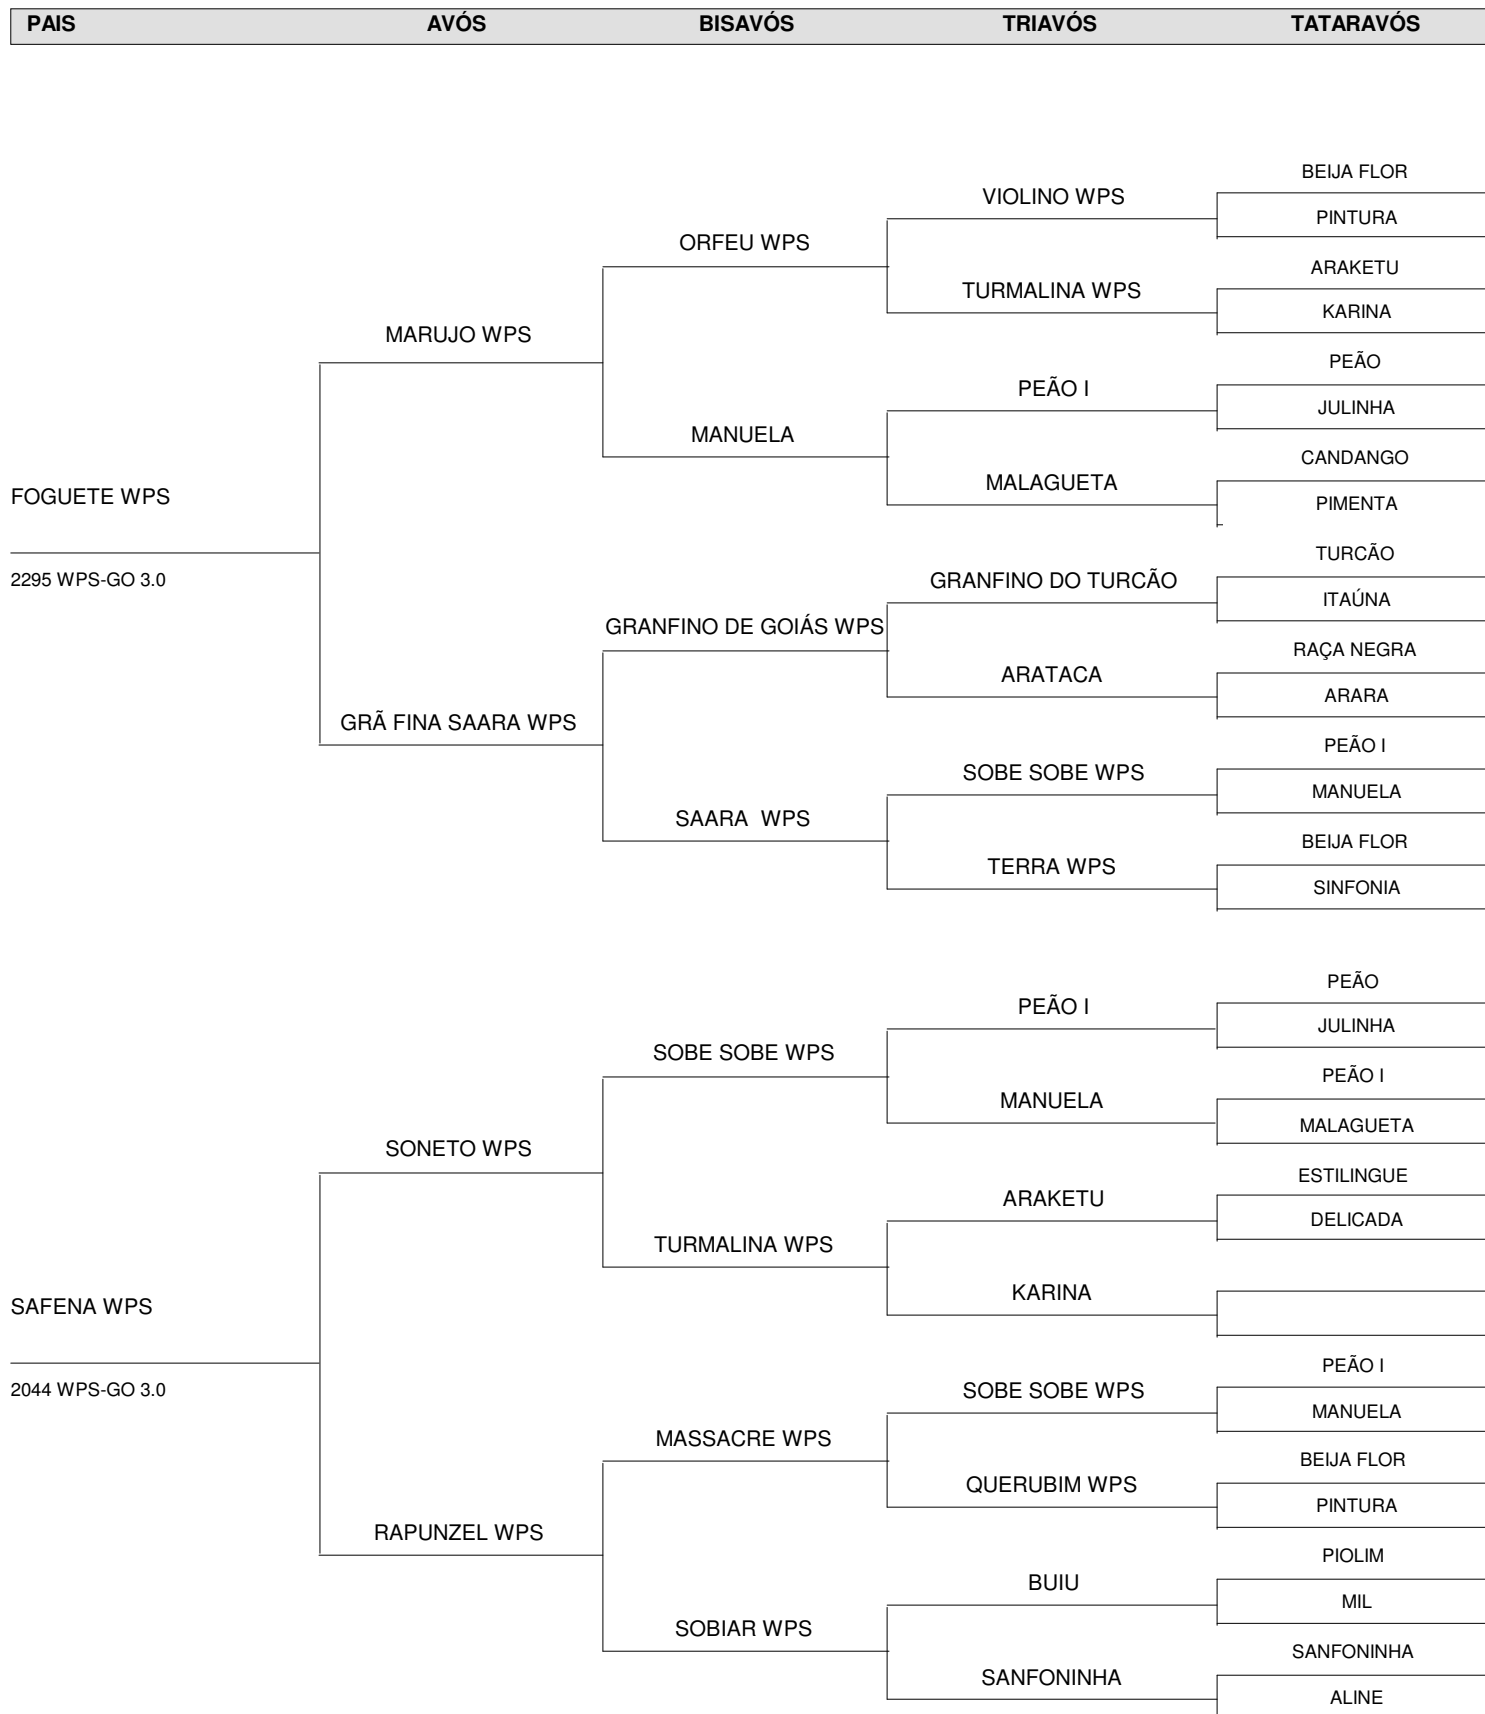 PAIS AVÓS BISAVÓS TRIAVÓS TATARAVÓS
BEIJA FLOR
VIOLINO WPS
PINTURA
ORFEU WPS
ARAKETU
TURMALINA WPS
KARINA
MARUJO WPS
PEÃO
PEÃO I
JULINHA
MANUELA
CANDANGO
MALAGUETA
PIMENTA
FOGUETE WPS
2295 WPS-GO 3.0
TURCÃO
GRANFINO DO TURCÃO
ITAÚNA
GRANFINO DE GOIÁS WPS
RAÇA NEGRA
ARATACA
ARARA
GRÃ FINA SAARA WPS
PEÃO I
SOBE SOBE WPS
MANUELA
SAARA WPS
BEIJA FLOR
TERRA WPS
SINFONIA
PEÃO
PEÃO I
JULINHA
SOBE SOBE WPS
PEÃO I
MANUELA
MALAGUETA
SONETO WPS
ESTILINGUE
ARAKETU
DELICADA
TURMALINA WPS
KARINA
SAFENA WPS
2044 WPS-GO 3.0
PEÃO I
SOBE SOBE WPS
MANUELA
MASSACRE WPS
BEIJA FLOR
QUERUBIM WPS
PINTURA
RAPUNZEL WPS
PIOLIM
BUIU
MIL
SOBIAR WPS
SANFONINHA
SANFONINHA
ALINE